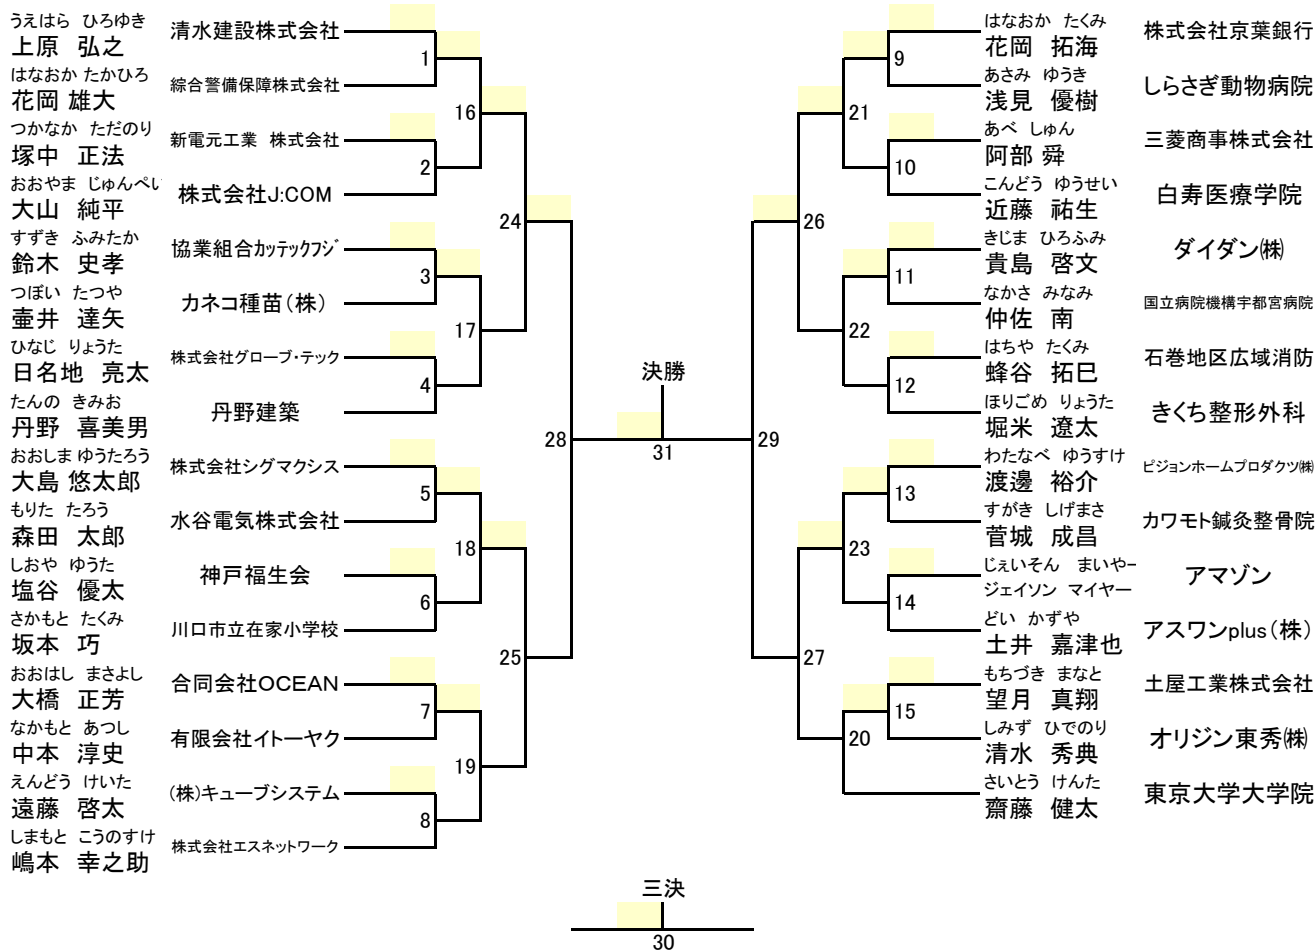 うえはら ひろゆき
上原 弘之 清水建設株式会社
はなおか たかひろ
花岡 雄大 綜合警備保障株式会社
つかなか ただのり
塚中 正法 新電元工業 株式会社
おおやま じゅんぺい
大山 純平 株式会社J:COM
すずき ふみたか
鈴木 史孝 協業組合カッテックフジ
つぼい たつや
壷井 達矢 カネコ種苗(株)
ひなじ りょうた
日名地 亮太 株式会社グローブ・テック
たんの きみお
丹野 喜美男 丹野建築
おおしま ゆうたろう
大島 悠太郎 株式会社シグマクシス
もりた たろう
森田 太郎 水谷電気株式会社
しおや ゆうた
塩谷 優太 神戸福生会
さかもと たくみ
坂本 巧 川口市立在家小学校
おおはし まさよし
大橋 正芳 合同会社OCEAN
なかもと あつし
中本 淳史 有限会社イトーヤク
えんどう けいた
遠藤 啓太 (株)キューブシステム
しまもと こうのすけ
嶋本 幸之助 株式会社エスネットワーク
1
2
3
4
5
6
7
8
16
17
18
19
24
25
28
決勝
31
三決
30
29
26
27
21
22
23
20
9
10
11
12
13
14
15
はなおか たくみ
花岡 拓海 株式会社京葉銀行
あさみ ゆうき
浅見 優樹 しらさぎ動物病院
あべ しゅん
阿部 舜 三菱商事株式会社
こんどう ゆうせい
近藤 祐生 白寿医療学院
きじま ひろふみ
貴島 啓文 ダイダン㈱
なかさ みなみ
仲佐 南 国立病院機構宇都宮病院
はちや たくみ
蜂谷 拓巳 石巻地区広域消防
ほりごめ りょうた
堀米 遼太 きくち整形外科
わたなべ ゆうすけ
渡邊 裕介 ピジョンホームプロダクツ㈱
すがき しげまさ
菅城 成昌 カワモト鍼灸整骨院
じぇいそん まいやー
ジェイソン マイヤー アマゾン
どい かずや
土井 嘉津也 アスワンplus(株)
もちづき まなと
望月 真翔 土屋工業株式会社
しみず ひでのり
清水 秀典 オリジン東秀㈱
さいとう けんた
齋藤 健太 東京大学大学院